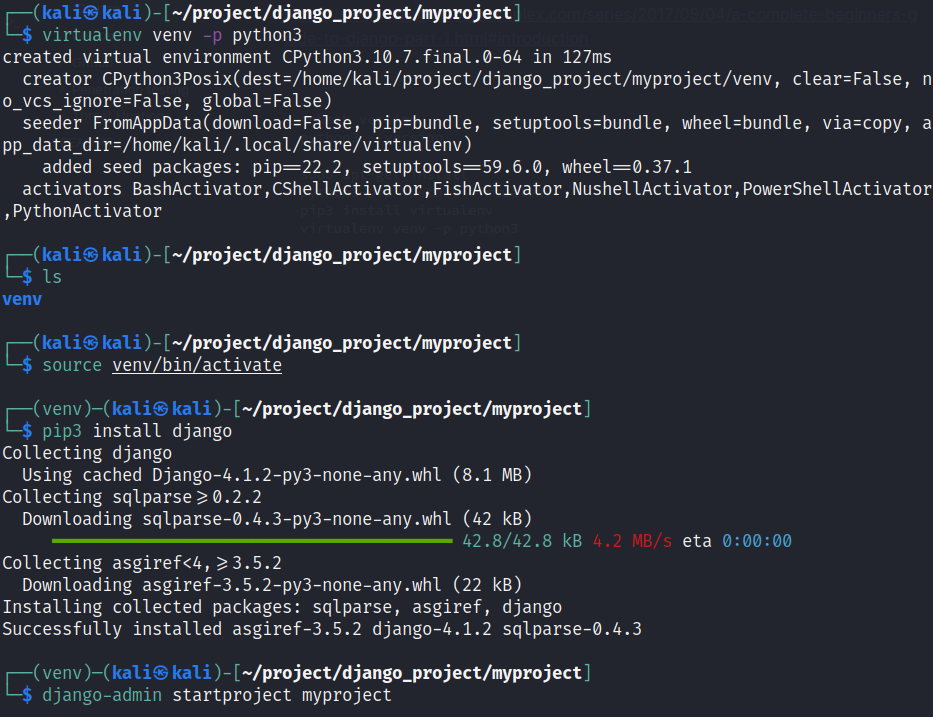 ┌──(kali㉿kali)-[~/project/django_project/myproject]
└─$ virtualenv venv -p python3
created virtual environment CPython3.10.7.final.0-64 in 127ms
  creator CPython3Posix(dest=/home/kali/project/django_project/myproject/venv, clear=False, n
o_vcs_ignore=False, global=False)
  seeder FromAppData(download=False, pip=bundle, setuptools=bundle, wheel=bundle, via=copy, a
pp_data_dir=/home/kali/.local/share/virtualenv)
    added seed packages: pip==22.2, setuptools==59.6.0, wheel==0.37.1
  activators BashActivator,CShellActivator,FishActivator,NushellActivator,PowerShellActivator
,PythonActivator
pip3 install virtualenv
virtualenv venv -p python3
┌──(kali㉿kali)-[~/project/django_project/myproject]
└─$ ls
venv
┌──(kali㉿kali)-[~/project/django_project/myproject]
└─$ source venv/bin/activate
┌──(venv)─(kali㉿kali)-[~/project/django_project/myproject]
└─$ pip3 install django
Collecting django
  Using cached Django-4.1.2-py3-none-any.whl (8.1 MB)
Collecting sqlparse>=0.2.2
  Downloading sqlparse-0.4.3-py3-none-any.whl (42 kB)
42.8/42.8 kB 4.2 MB/s eta 0:00:00
Collecting asgiref<4,>=3.5.2
  Downloading asgiref-3.5.2-py3-none-any.whl (22 kB)
Installing collected packages: sqlparse, asgiref, django
Successfully installed asgiref-3.5.2 django-4.1.2 sqlparse-0.4.3
┌──(venv)─(kali㉿kali)-[~/project/django_project/myproject]
└─$ django-admin startproject myproject